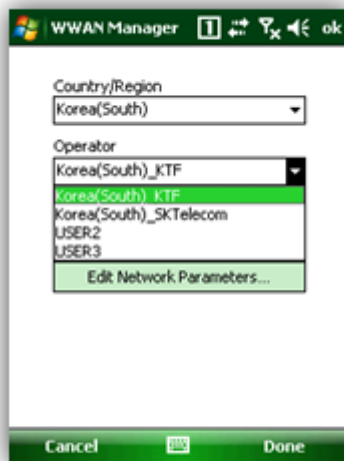 WWAN Manager 1 ok
Country/Region
Korea(South)
Operator
Korea(South)_KTF
Korea(South)_KTF
Korea(South)_SKTelecom
USER2
USER3
Edit Network Parameters...
Cancel Done